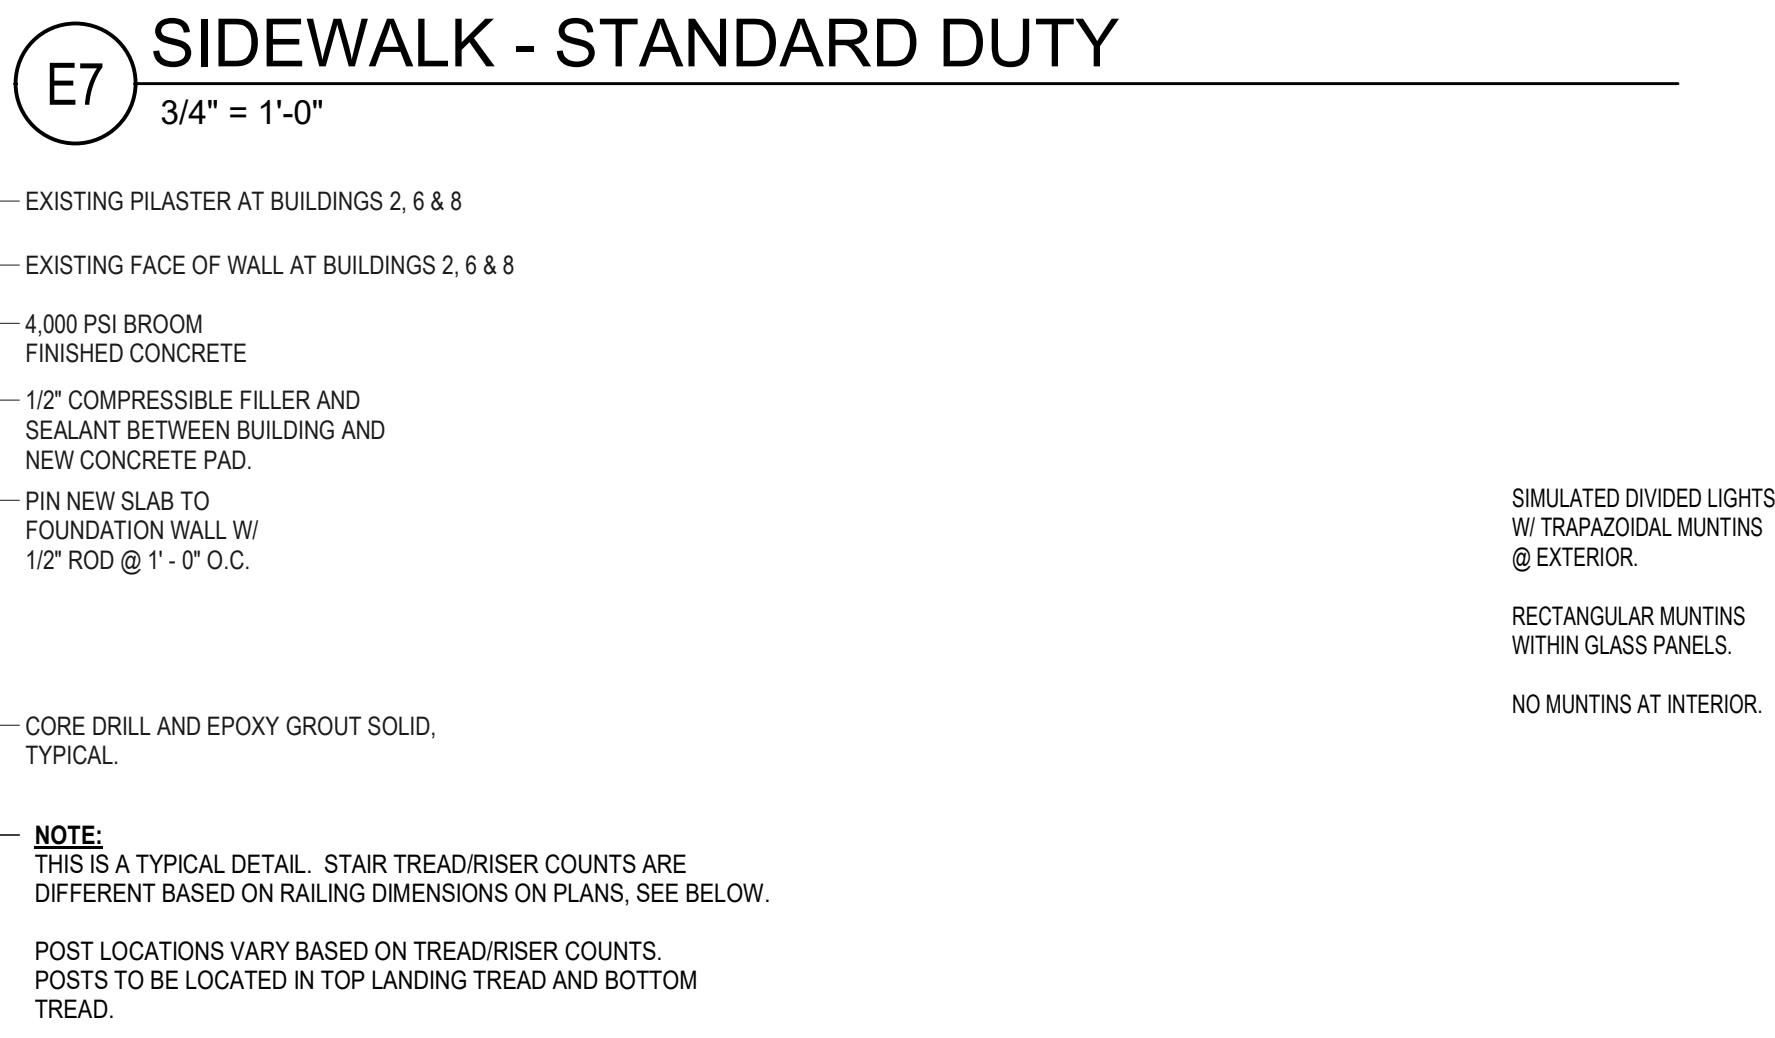 E7
SIDEWALK - STANDARD DUTY
3/4" = 1'-0"
EXISTING PILASTER AT BUILDINGS 2, 6 & 8
EXISTING FACE OF WALL AT BUILDINGS 2, 6 & 8
4,000 PSI BROOM
FINISHED CONCRETE
1/2" COMPRESSIBLE FILLER AND
SEALANT BETWEEN BUILDING AND
NEW CONCRETE PAD.
PIN NEW SLAB TO
FOUNDATION WALL W/
1/2" ROD @ 1' - 0" O.C.
CORE DRILL AND EPOXY GROUT SOLID,
TYPICAL.
NOTE:
THIS IS A TYPICAL DETAIL.  STAIR TREAD/RISER COUNTS ARE
DIFFERENT BASED ON RAILING DIMENSIONS ON PLANS, SEE BELOW.
POST LOCATIONS VARY BASED ON TREAD/RISER COUNTS.
POSTS TO BE LOCATED IN TOP LANDING TREAD AND BOTTOM
TREAD.
SIMULATED DIVIDED LIGHTS
W/ TRAPAZOIDAL MUNTINS
@ EXTERIOR.
RECTANGULAR MUNTINS
WITHIN GLASS PANELS.
NO MUNTINS AT INTERIOR.